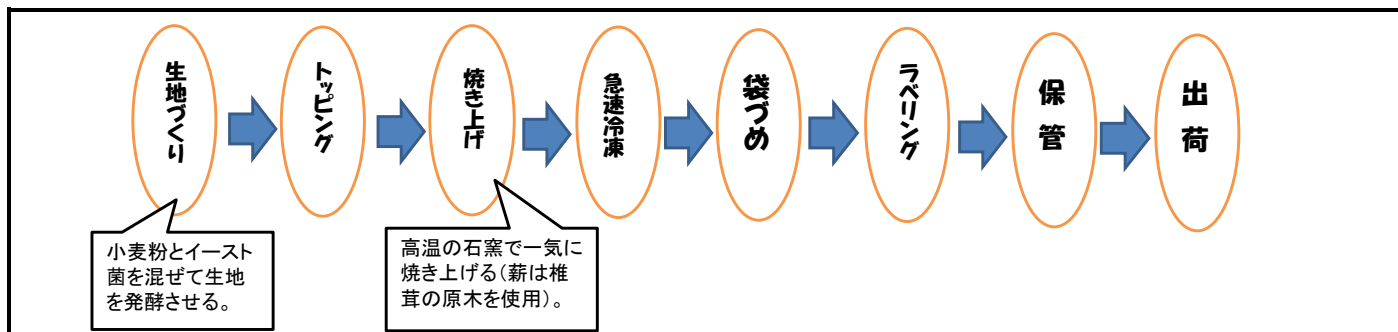 生地づくり
トッピング
焼き上げ
急速冷凍
袋づめ
ラベリング
保管
出荷
小麦粉とイースト
菌を混ぜて生地
を発酵させる。
高温の石窯で一気に
焼き上げる(薪は椎
茸の原木を使用)。